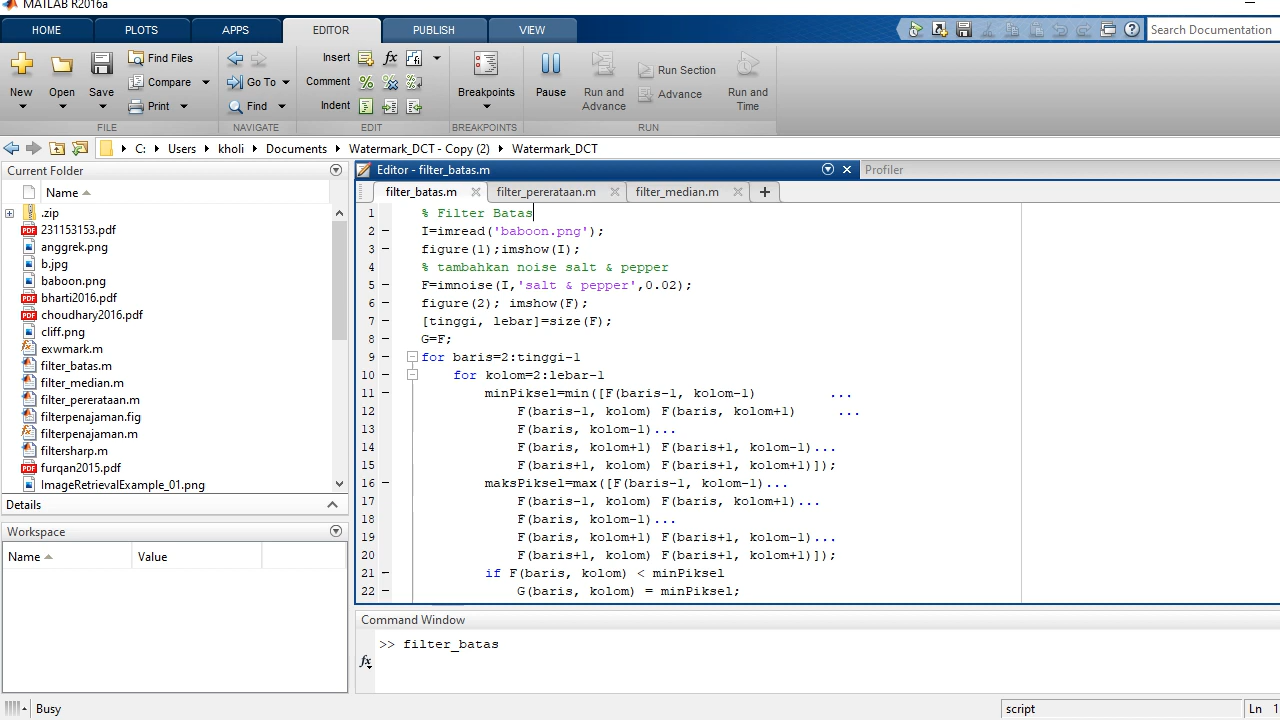 MATLAB R2016a
HOME PLOTS APPS EDITOR PUBLISH VIEW
Search Documentation
New Open Save
Find Files
Compare
Print
Go To
Find
Insert fx
Comment
Indent
Breakpoints
Pause
Run and Advance
Run Section
Advance
Run and Time
FILE NAVIGATE EDIT BREAKPOINTS RUN
C: Users kholi Documents Watermark_DCT - Copy (2) Watermark_DCT
Current Folder
Name
.zip
231153153.pdf
anggrek.png
b.jpg
baboon.png
bharti2016.pdf
choudhary2016.pdf
cliff.png
exwmark.m
filter_batas.m
filter_median.m
filter_pererataan.m
filterpenajaman.fig
filterpenajaman.m
filtersharp.m
furqan2015.pdf
ImageRetrievalExample_01.png
Details
Workspace
Name Value
Editor - filter_batas.m
Profiler
filter_batas.m filter_pererataan.m filter_median.m
1 % Filter Batas
2 I=imread('baboon.png');
3 figure(1);imshow(I);
4 % tambahkan noise salt & pepper
5 F=imnoise(I,'salt & pepper',0.02);
6 figure(2); imshow(F);
7 [tinggi, lebar]=size(F);
8 G=F;
9 for baris=2:tinggi-1
10 for kolom=2:lebar-1
11 minPiksel=min([F(baris-1, kolom-1) ...
12 F(baris-1, kolom) F(baris, kolom+1) ...
13 F(baris, kolom-1)...
14 F(baris, kolom+1) F(baris+1, kolom-1)...
15 F(baris+1, kolom) F(baris+1, kolom+1)]);
16 maksPiksel=max([F(baris-1, kolom-1)...
17 F(baris-1, kolom) F(baris, kolom+1)...
18 F(baris, kolom-1)...
19 F(baris, kolom+1) F(baris+1, kolom-1)...
20 F(baris+1, kolom) F(baris+1, kolom+1)]);
21 if F(baris, kolom) < minPiksel
22 G(baris, kolom) = minPiksel;
Command Window
>> filter_batas
fx
Busy
script
Ln 1